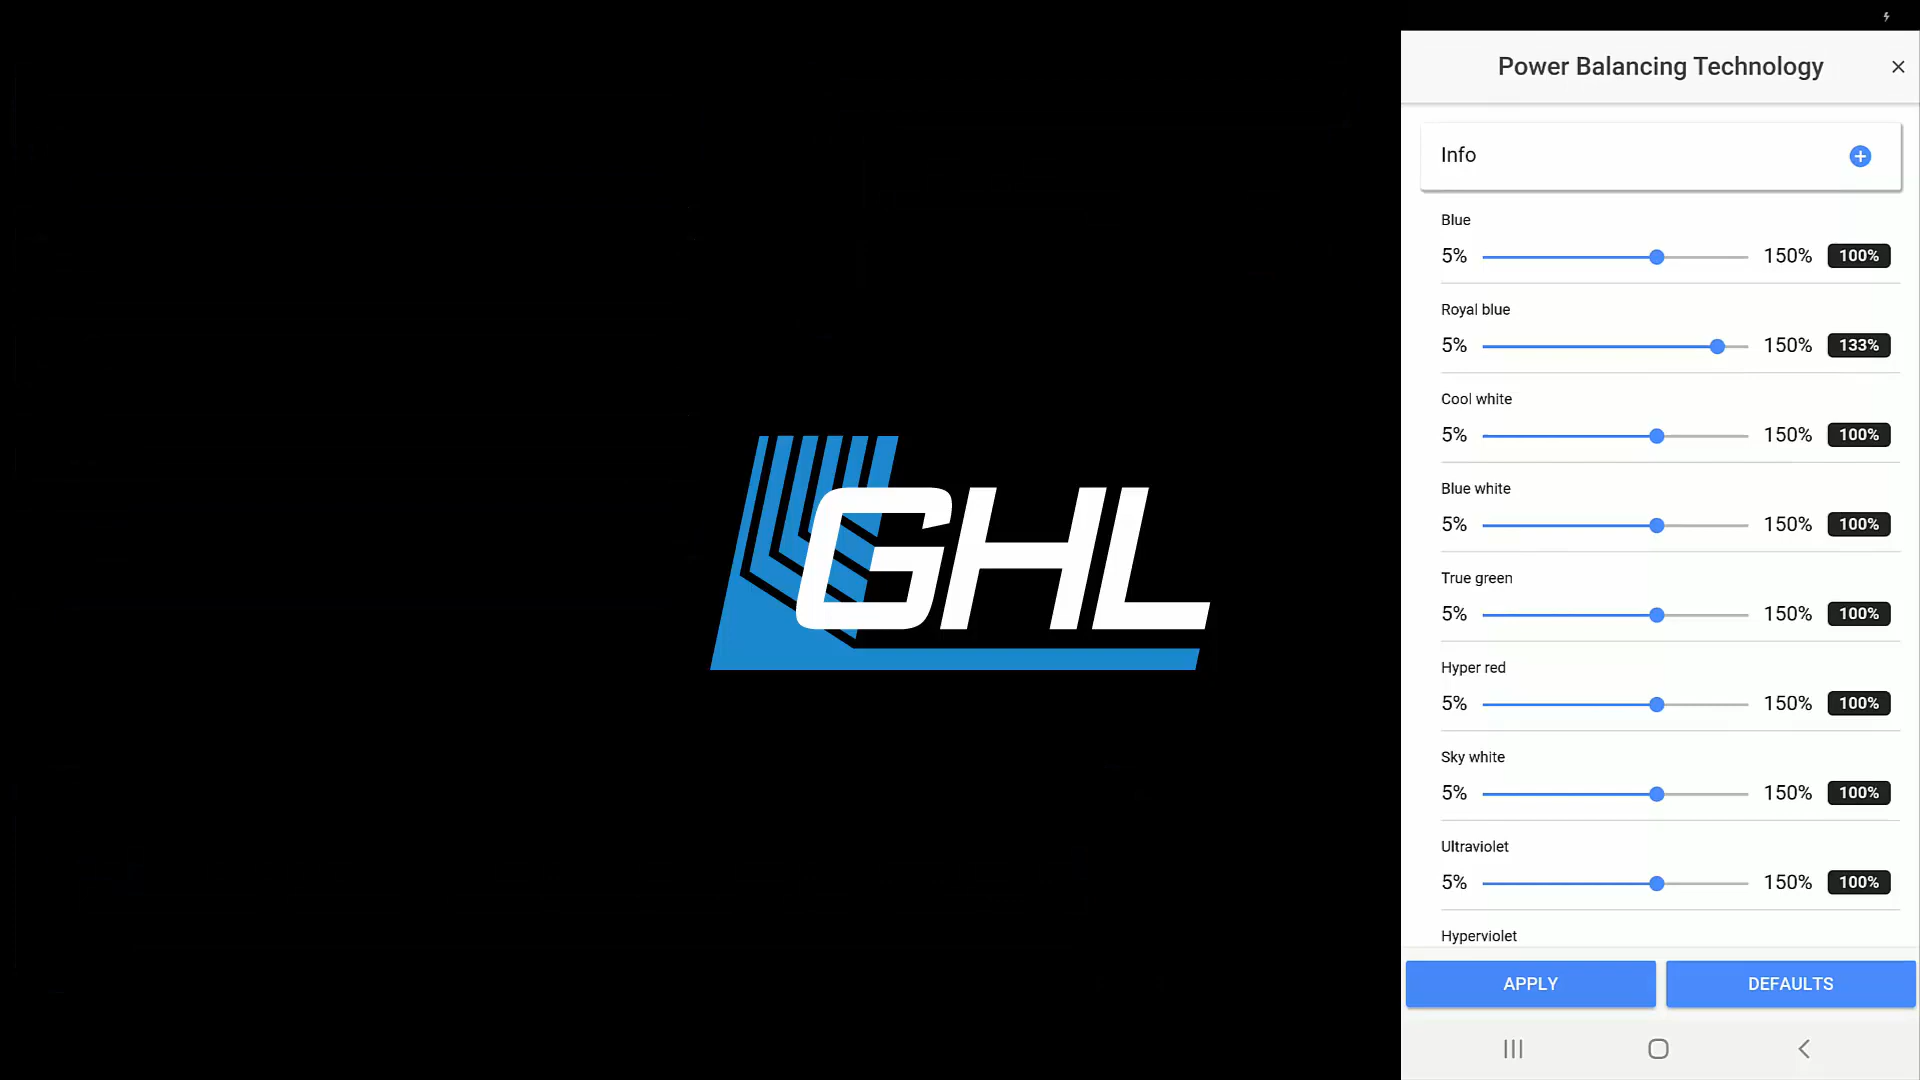 GHL
Power Balancing Technology
Info
Blue
5% 150% 100%
Royal blue
5% 150% 133%
Cool white
5% 150% 100%
Blue white
5% 150% 100%
True green
5% 150% 100%
Hyper red
5% 150% 100%
Sky white
5% 150% 100%
Ultraviolet
5% 150% 100%
Hyperviolet
APPLY DEFAULTS